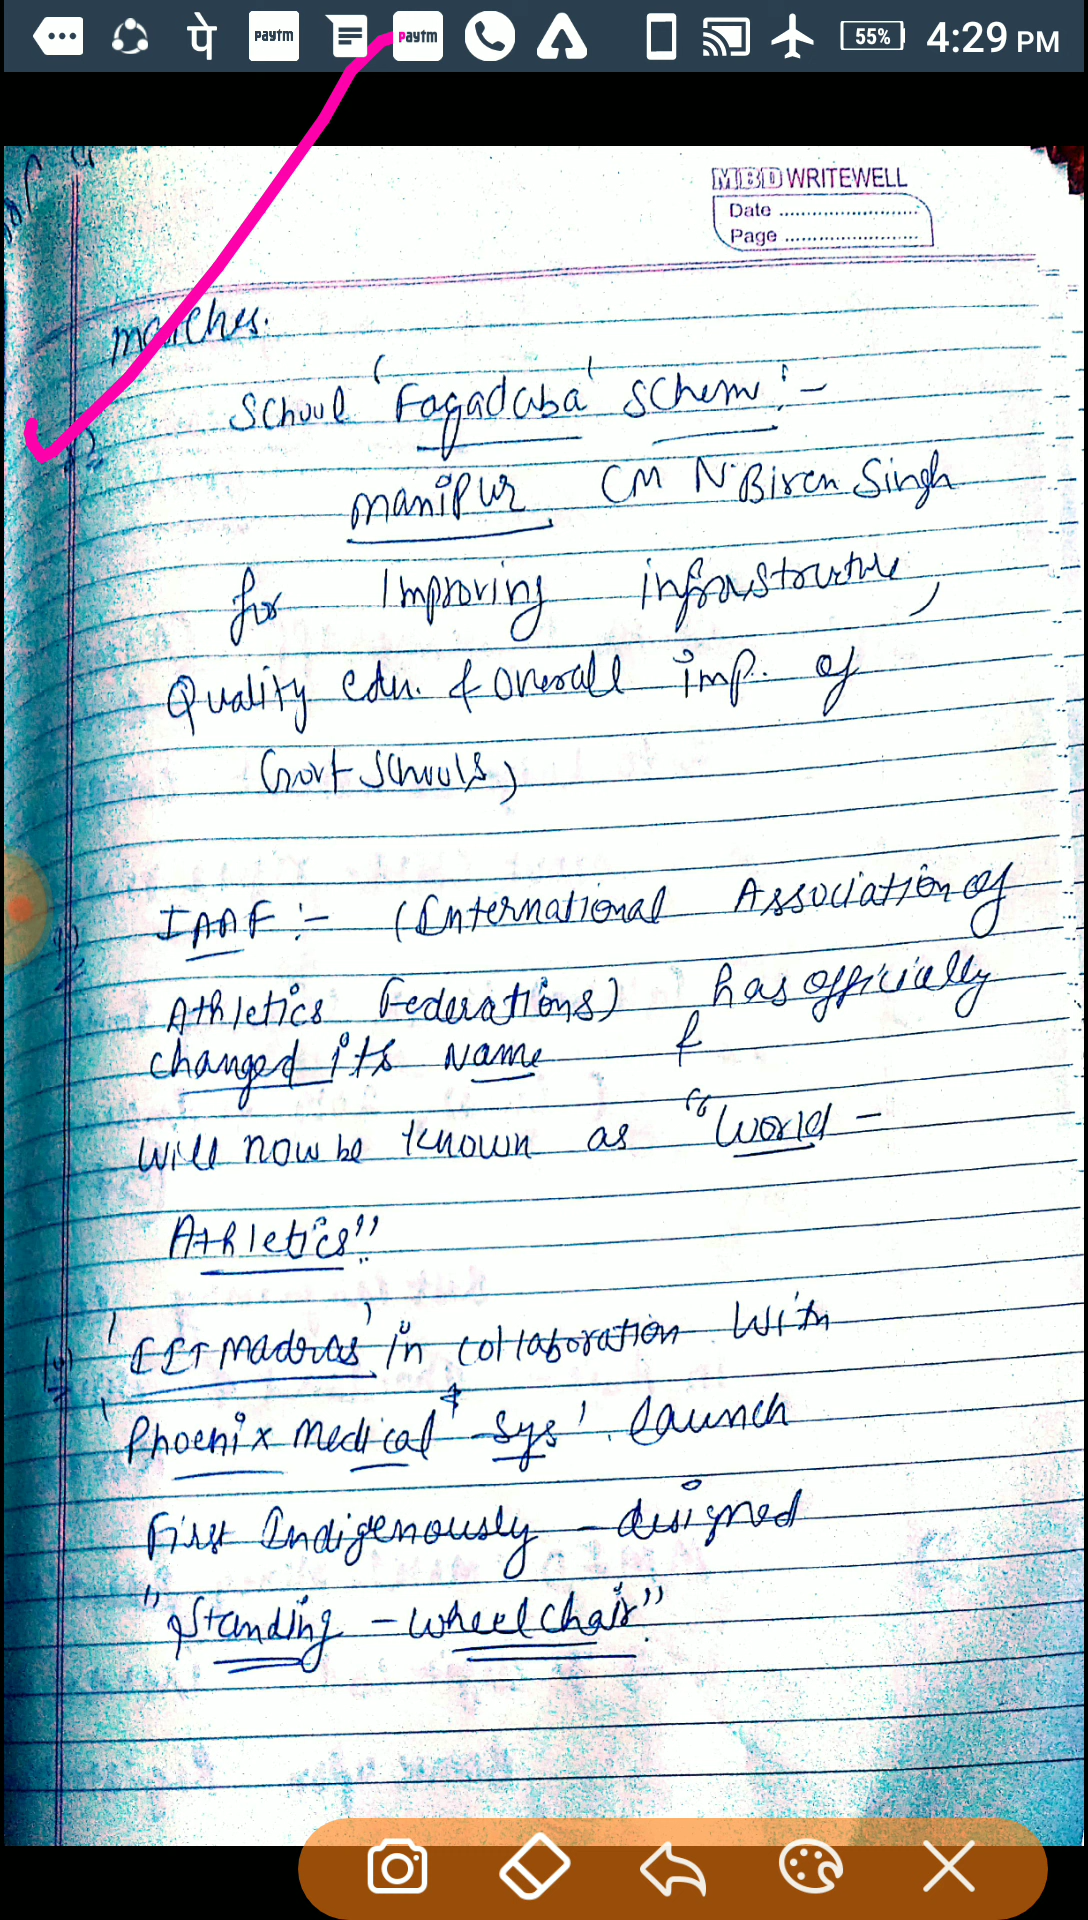 पे
Paytm
Paytm
55%
4:29 PM
MBD WRITEWELL
Date
Page
matches.
School 'Fagadaba' Scheme :-
Manipur CM N. Biren Singh
for Improving infrastructure,
Quality edu. & overall imp. of
Govt Schools)
IAAF :- (International Association of
Athletics Federations) has officially
changed its Name &
Will now be known as "World -
Athletics"
'IIT Madras' in collaboration With
'Phoenix Medical Sys'. launch
First Indigenously - designed
"Standing - Wheelchair".